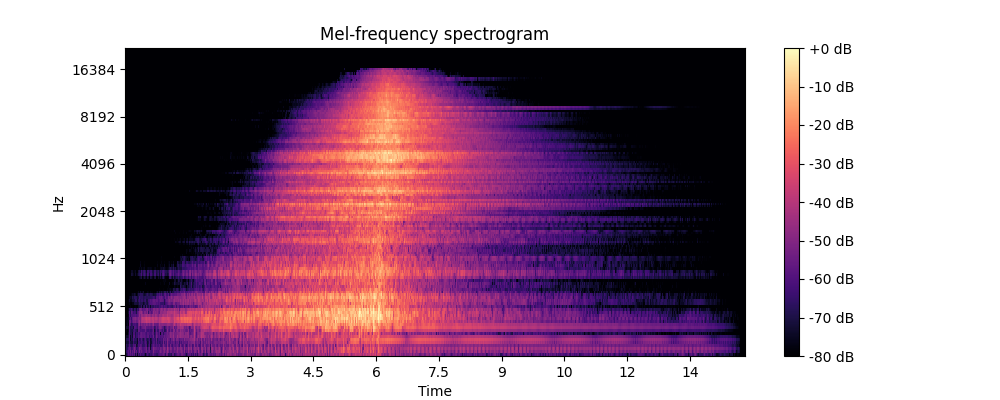 Mel-frequency spectrogram
Hz
16384
8192
4096
2048
1024
512
0
0 1.5 3 4.5 6 7.5 9 10 12 14
Time
+0 dB
-10 dB
-20 dB
-30 dB
-40 dB
-50 dB
-60 dB
-70 dB
-80 dB